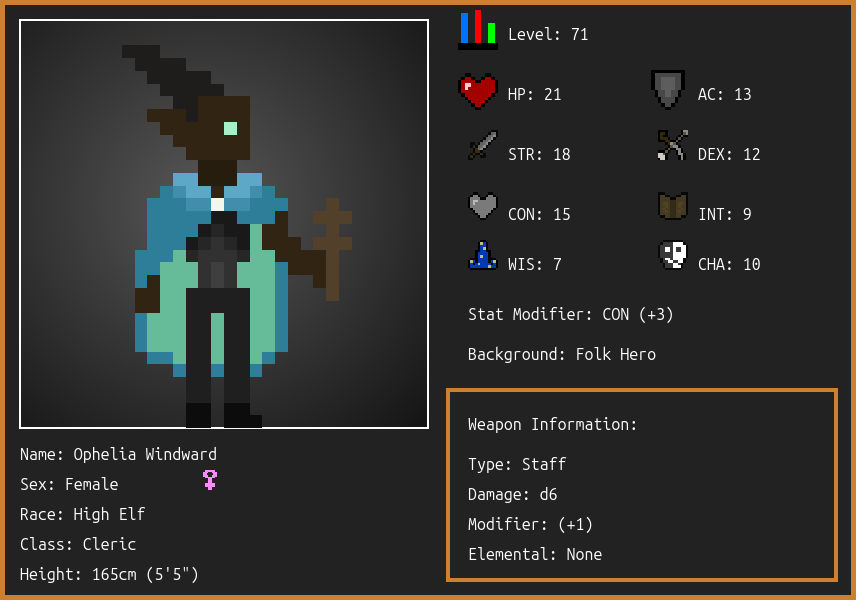 Level: 71
HP: 21
AC: 13
STR: 18
DEX: 12
CON: 15
INT: 9
WIS: 7
CHA: 10
Stat Modifier: CON (+3)
Background: Folk Hero
Weapon Information:
Type: Staff
Damage: d6
Modifier: (+1)
Elemental: None
Name: Ophelia Windward
Sex: Female
Race: High Elf
Class: Cleric
Height: 165cm (5'5")